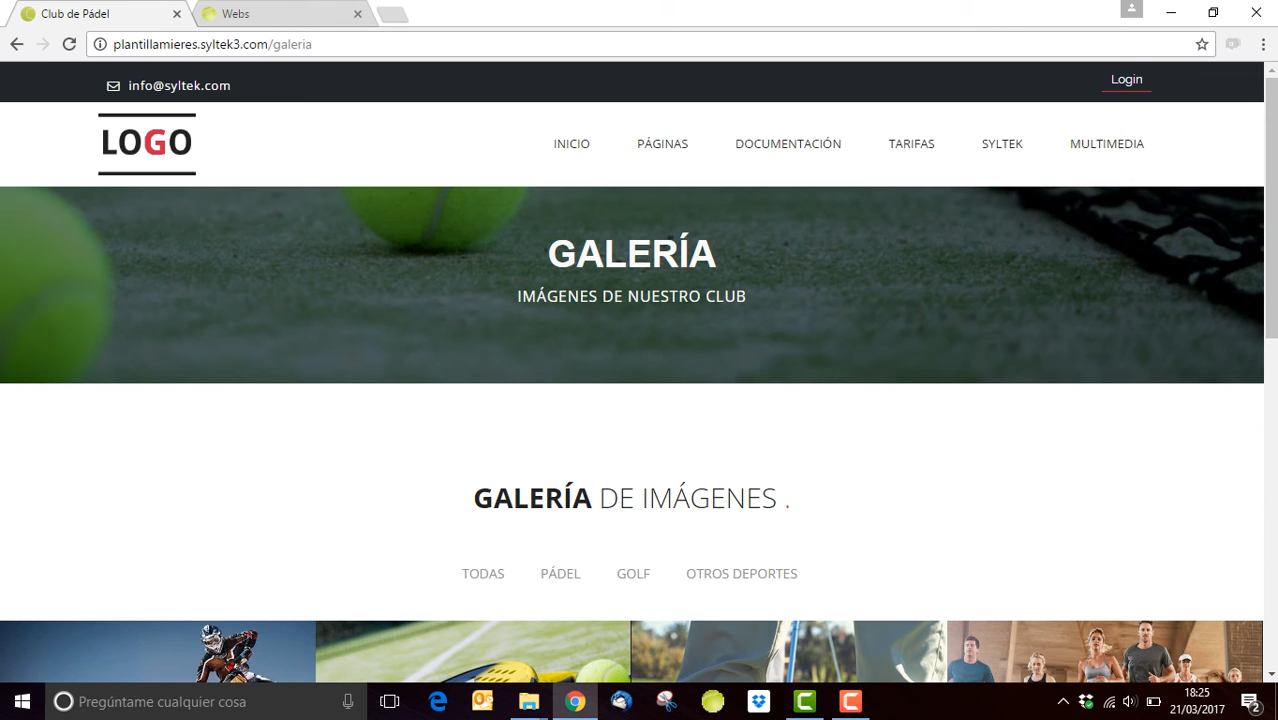 Club de Pádel
Webs
plantillamieres.syltek3.com/galeria
info@syltek.com
Login
LOGO
INICIO PÁGINAS DOCUMENTACIÓN TARIFAS SYLTEK MULTIMEDIA
GALERÍA
IMÁGENES DE NUESTRO CLUB
GALERÍA DE IMÁGENES .
TODAS PÁDEL GOLF OTROS DEPORTES
Pregúntame cualquier cosa
18:25
21/03/2017
2